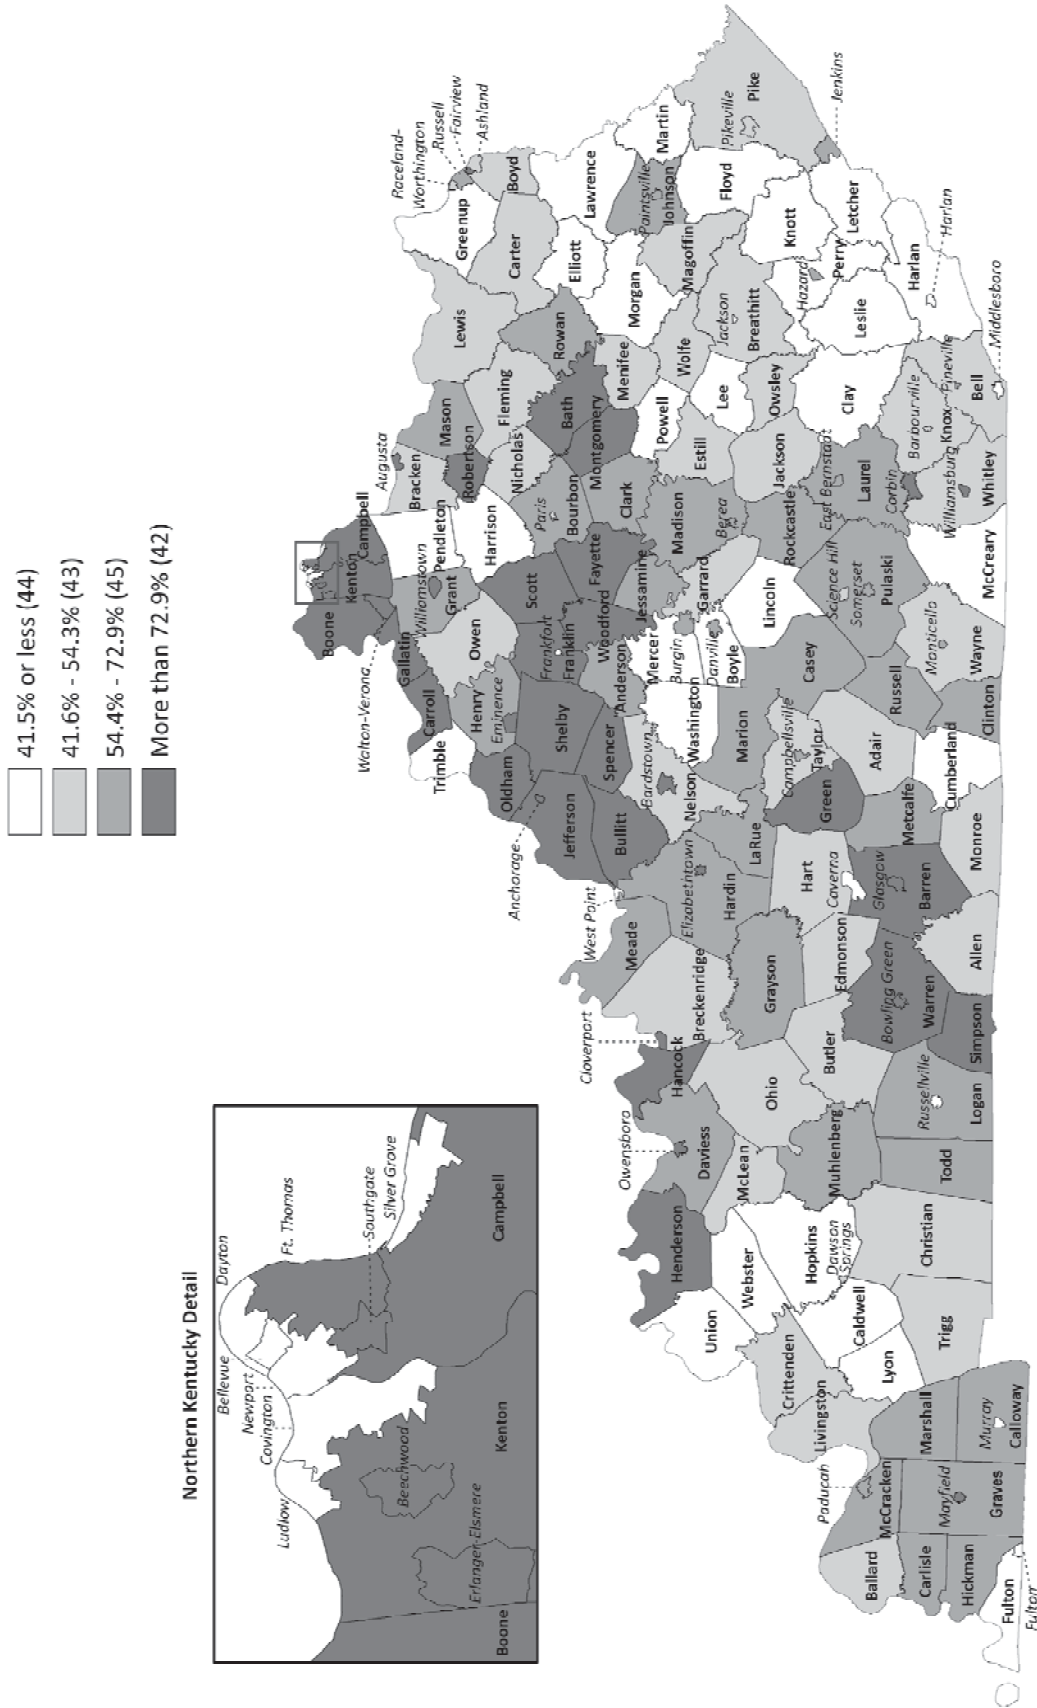 41.5% or less (44)
41.6% - 54.3% (43)
54.4% - 72.9% (45)
More than 72.9% (42)
Northern Kentucky Detail
Bellevue
Dayton
Newport
Covington
Ludlow
Ft. Thomas
Southgate
Silver Grove
Beechwood
Erlanger-Elsmere
Boone
Kenton
Campbell
Raceland-
Worthington
Russell
Fairview
Ashland
Greenup
Boyd
Carter
Lewis
Lawrence
Elliott
Martin
Paintsville
Johnson
Pikeville
Pike
Jenkins
Floyd
Magoffin
Morgan
Rowan
Knott
Letcher
Hazard
Perry
Harlan
Harlan
Leslie
Jackson
Breathitt
Wolfe
Menifee
Fleming
Mason
Augusta
Bracken
Robertson
Nicholas
Bath
Montgomery
Powell
Lee
Owsley
Clay
Estill
Jackson
Middlesboro
Pineville
Bell
Barbourville
Knox
Williamsburg
Whitley
Corbin
Laurel
East Bernstadt
Rockcastle
Berea
Madison
Clark
Bourbon
Paris
Harrison
Pendleton
Campbell
Kenton
Boone
Walton-Verona
Williamstown
Grant
Gallatin
Owen
Carroll
Trimble
Henry
Eminence
Scott
Fayette
Woodford
Frankfort
Franklin
Jessamine
Garrard
Lincoln
Science Hill
Somerset
Pulaski
McCreary
Monticello
Wayne
Casey
Russell
Clinton
Mercer
Burgin
Danville
Boyle
Anderson
Washington
Marion
Campbellsville
Taylor
Adair
Cumberland
Shelby
Spencer
Oldham
Anchorage
Jefferson
Bullitt
Bardstown
Nelson
LaRue
Green
Metcalfe
Monroe
West Point
Elizabethtown
Hardin
Meade
Hart
Caverna
Glasgow
Barren
Breckenridge
Grayson
Edmonson
Allen
Bowling Green
Warren
Simpson
Cloverport
Hancock
Ohio
Butler
Russellville
Logan
Owensboro
Daviess
McLean
Muhlenberg
Todd
Henderson
Webster
Hopkins
Dawson
Springs
Christian
Union
Crittenden
Caldwell
Lyon
Trigg
Livingston
Paducah
McCracken
Marshall
Murray
Calloway
Mayfield
Graves
Ballard
Carlisle
Hickman
Fulton
Fulton